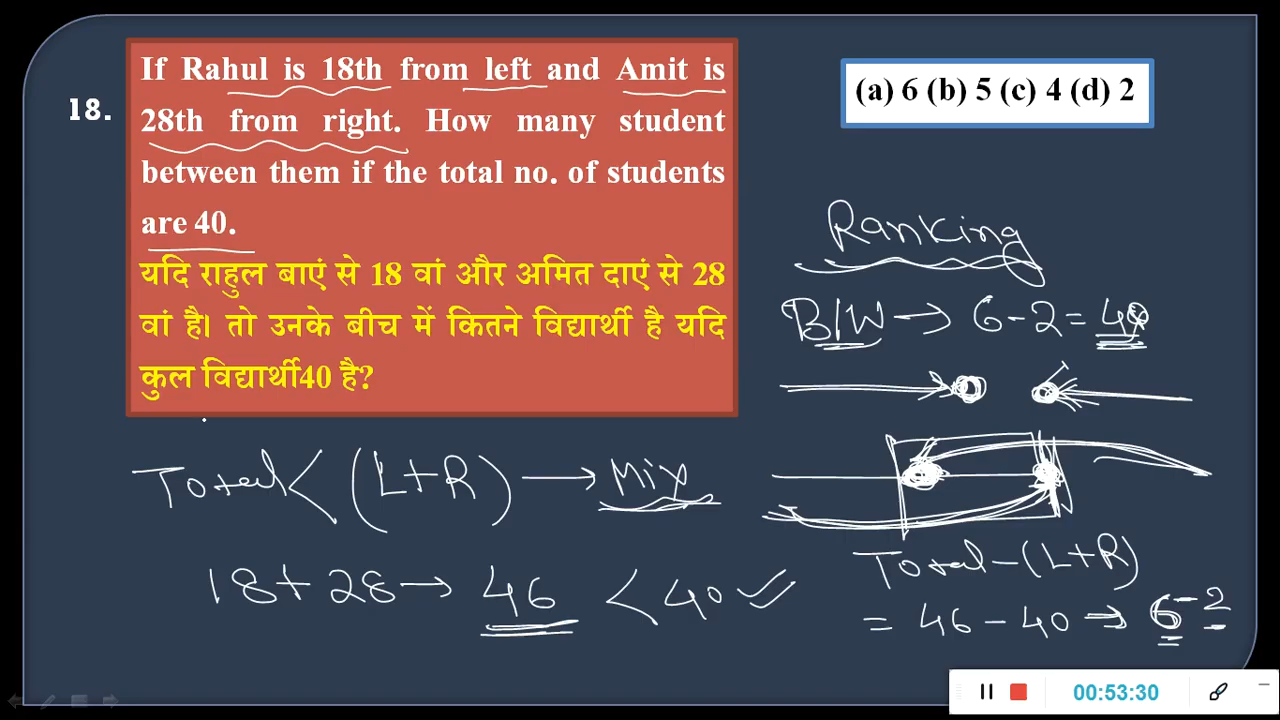 18.
If Rahul is 18th from left and Amit is
28th from right. How many student
between them if the total no. of students
are 40.
यदि राहुल बाएं से 18 वां और अमित दाएं से 28
वां है। तो उनके बीच में कितने विद्यार्थी है यदि
कुल विद्यार्थी40 है?
(a) 6 (b) 5 (c) 4 (d) 2
Ranking
B/W → 6-2 = 4
Total < (L+R) → Mix
18+28 → 46 < 40
Total - (L+R)
= 46 - 40 → 6-2
00:53:30